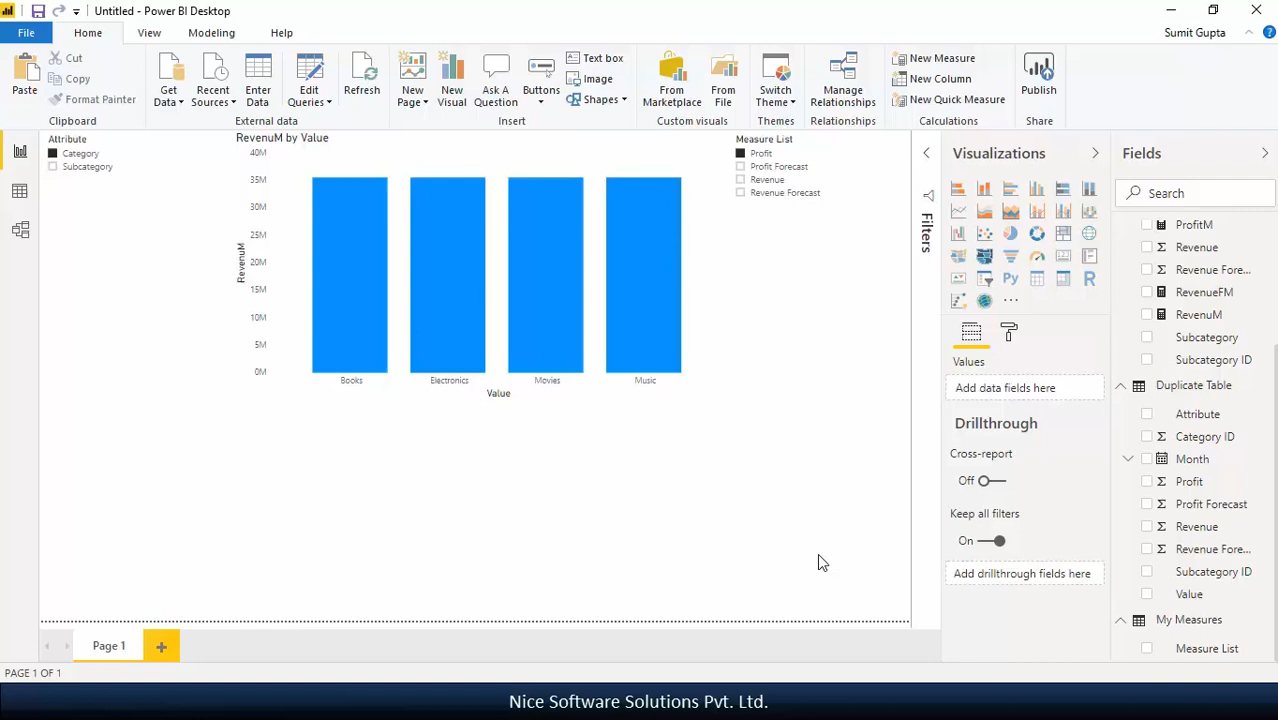 Untitled - Power BI Desktop
File Home View Modeling Help
Sumit Gupta
Paste
Cut
Copy
Format Painter
Clipboard
Get Data
Recent Sources
Enter Data
Edit Queries
Refresh
External data
New Page
New Visual
Ask A Question
Buttons
Text box
Image
Shapes
Insert
From Marketplace
From File
Custom visuals
Switch Theme
Themes
Manage Relationships
Relationships
New Measure
New Column
New Quick Measure
Calculations
Publish
Share
Attribute
Category
Subcategory
RevenuM by Value
40M
35M
30M
25M
20M
15M
10M
5M
0M
RevenuM
Books Electronics Movies Music
Value
Measure List
Profit
Profit Forecast
Revenue
Revenue Forecast
Filters
Visualizations
Py
R
Values
Add data fields here
Drillthrough
Cross-report
Off
Keep all filters
On
Add drillthrough fields here
Fields
Search
ProfitM
Revenue
Revenue Fore...
RevenueFM
RevenuM
Subcategory
Subcategory ID
Duplicate Table
Attribute
Category ID
Month
Profit
Profit Forecast
Revenue
Revenue Fore...
Subcategory ID
Value
My Measures
Measure List
Page 1
PAGE 1 OF 1
Nice Software Solutions Pvt. Ltd.